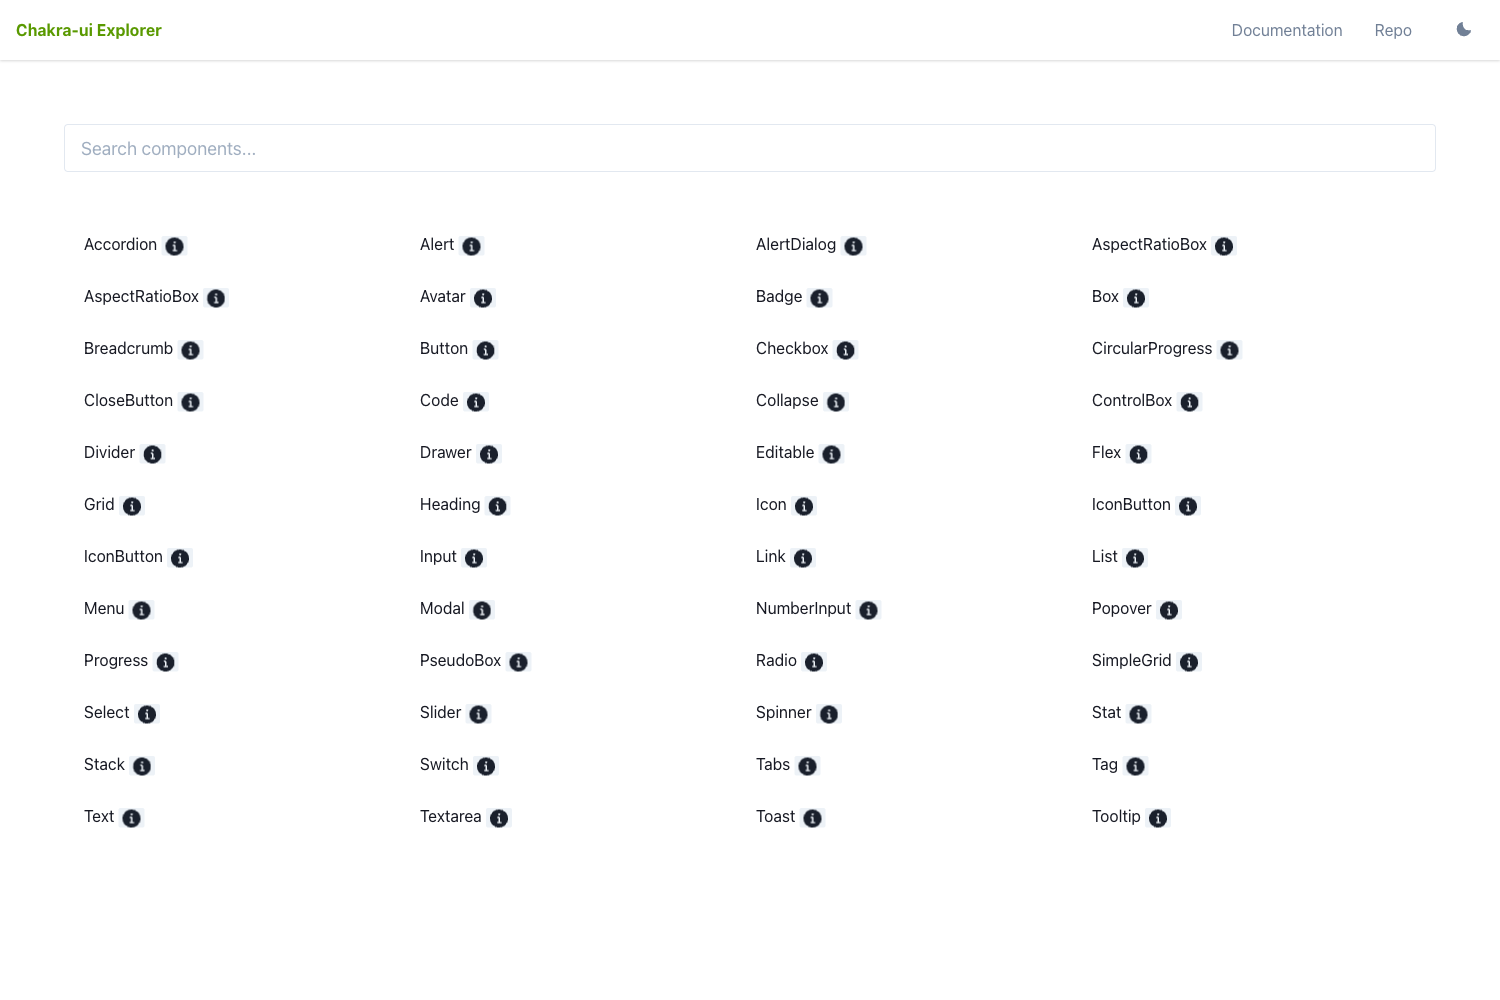 Chakra-ui Explorer Documentation Repo
Search components...
Accordion Alert AlertDialog AspectRatioBox
AspectRatioBox Avatar Badge Box
Breadcrumb Button Checkbox CircularProgress
CloseButton Code Collapse ControlBox
Divider Drawer Editable Flex
Grid Heading Icon IconButton
IconButton Input Link List
Menu Modal NumberInput Popover
Progress PseudoBox Radio SimpleGrid
Select Slider Spinner Stat
Stack Switch Tabs Tag
Text Textarea Toast Tooltip